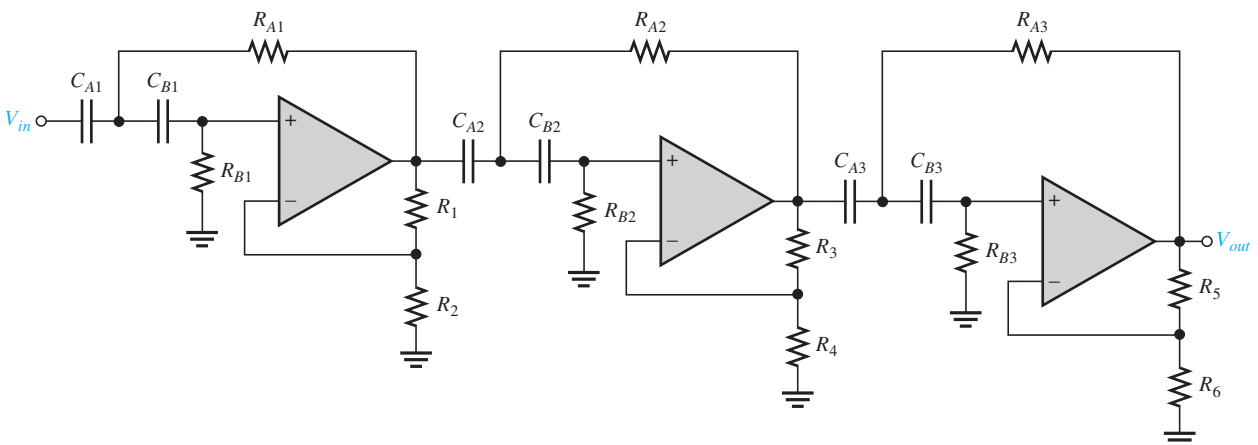 R_A1
R_A2
R_A3
C_A1
C_B1
V_in
+
R_B1
−
R_1
R_2
C_A2
C_B2
+
R_B2
−
R_3
R_4
C_A3
C_B3
+
R_B3
−
V_out
R_5
R_6